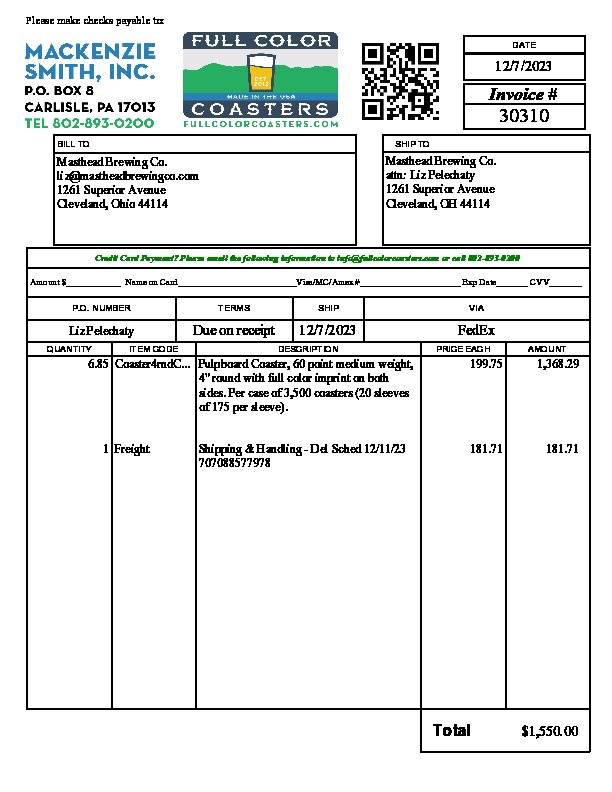 Please make checks payable to:
MACKENZIE
SMITH, INC.
P.O. BOX 8
CARLISLE, PA 17013
TEL 802-893-0200
FULL COLOR
EST.
2012
MADE IN THE USA
COASTERS
FULLCOLORCOASTERS.COM
DATE
12/7/2023
Invoice #
30310
BILL TO
Masthead Brewing Co.
liz@mastheadbrewingco.com
1261 Superior Avenue
Cleveland, Ohio 44114
SHIP TO
Masthead Brewing Co.
attn: Liz Pelechaty
1261 Superior Avenue
Cleveland, OH 44114
Credit Card Payment? Please email the following information to info@fullcolorcoasters.com or call 802-893-0200
Amount $____________ Name on Card__________________________ Visa/MC/Amex #______________________ Exp Date_______ CVV_______
P.O. NUMBER TERMS SHIP VIA
Liz Pelechaty Due on receipt 12/7/2023 FedEx
QUANTITY ITEM CODE DESCRIPTION PRICE EACH AMOUNT
6.85 Coaster4rndC... Pulpboard Coaster, 60 point medium weight, 199.75 1,368.29
4" round with full color imprint on both
sides. Per case of 3,500 coasters (20 sleeves
of 175 per sleeve).
1 Freight Shipping & Handling - Del Sched 12/11/23 181.71 181.71
707088577978
Total $1,550.00